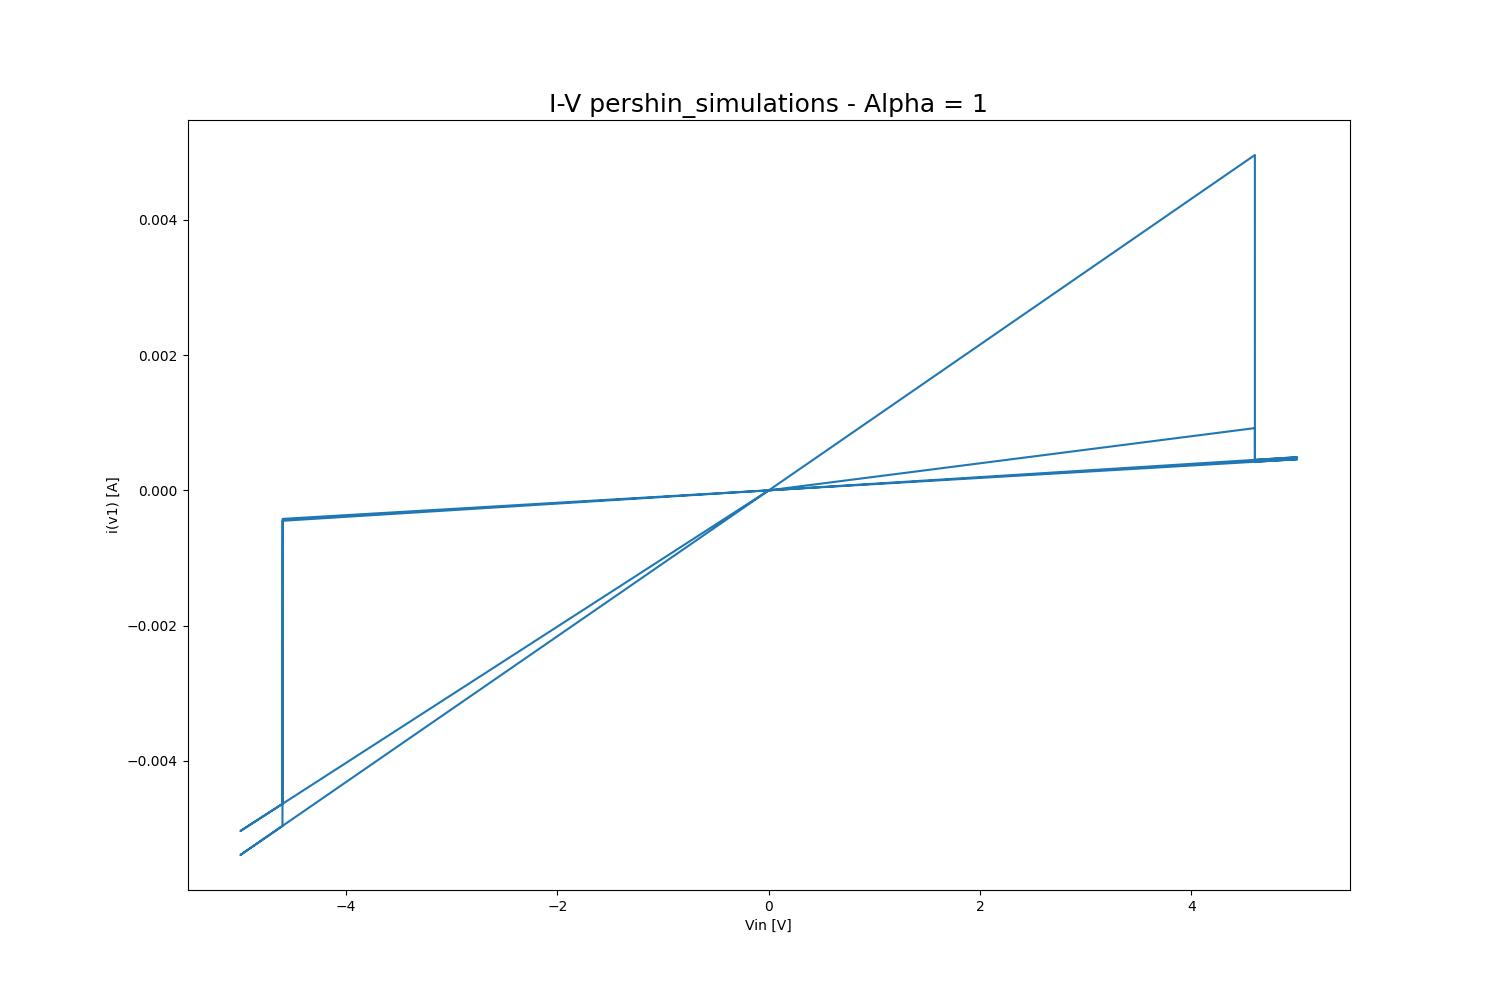 I-V pershin_simulations - Alpha = 1
0.004
0.002
0.000
−0.002
−0.004
i(v1) [A]
−4 −2 0 2 4
Vin [V]